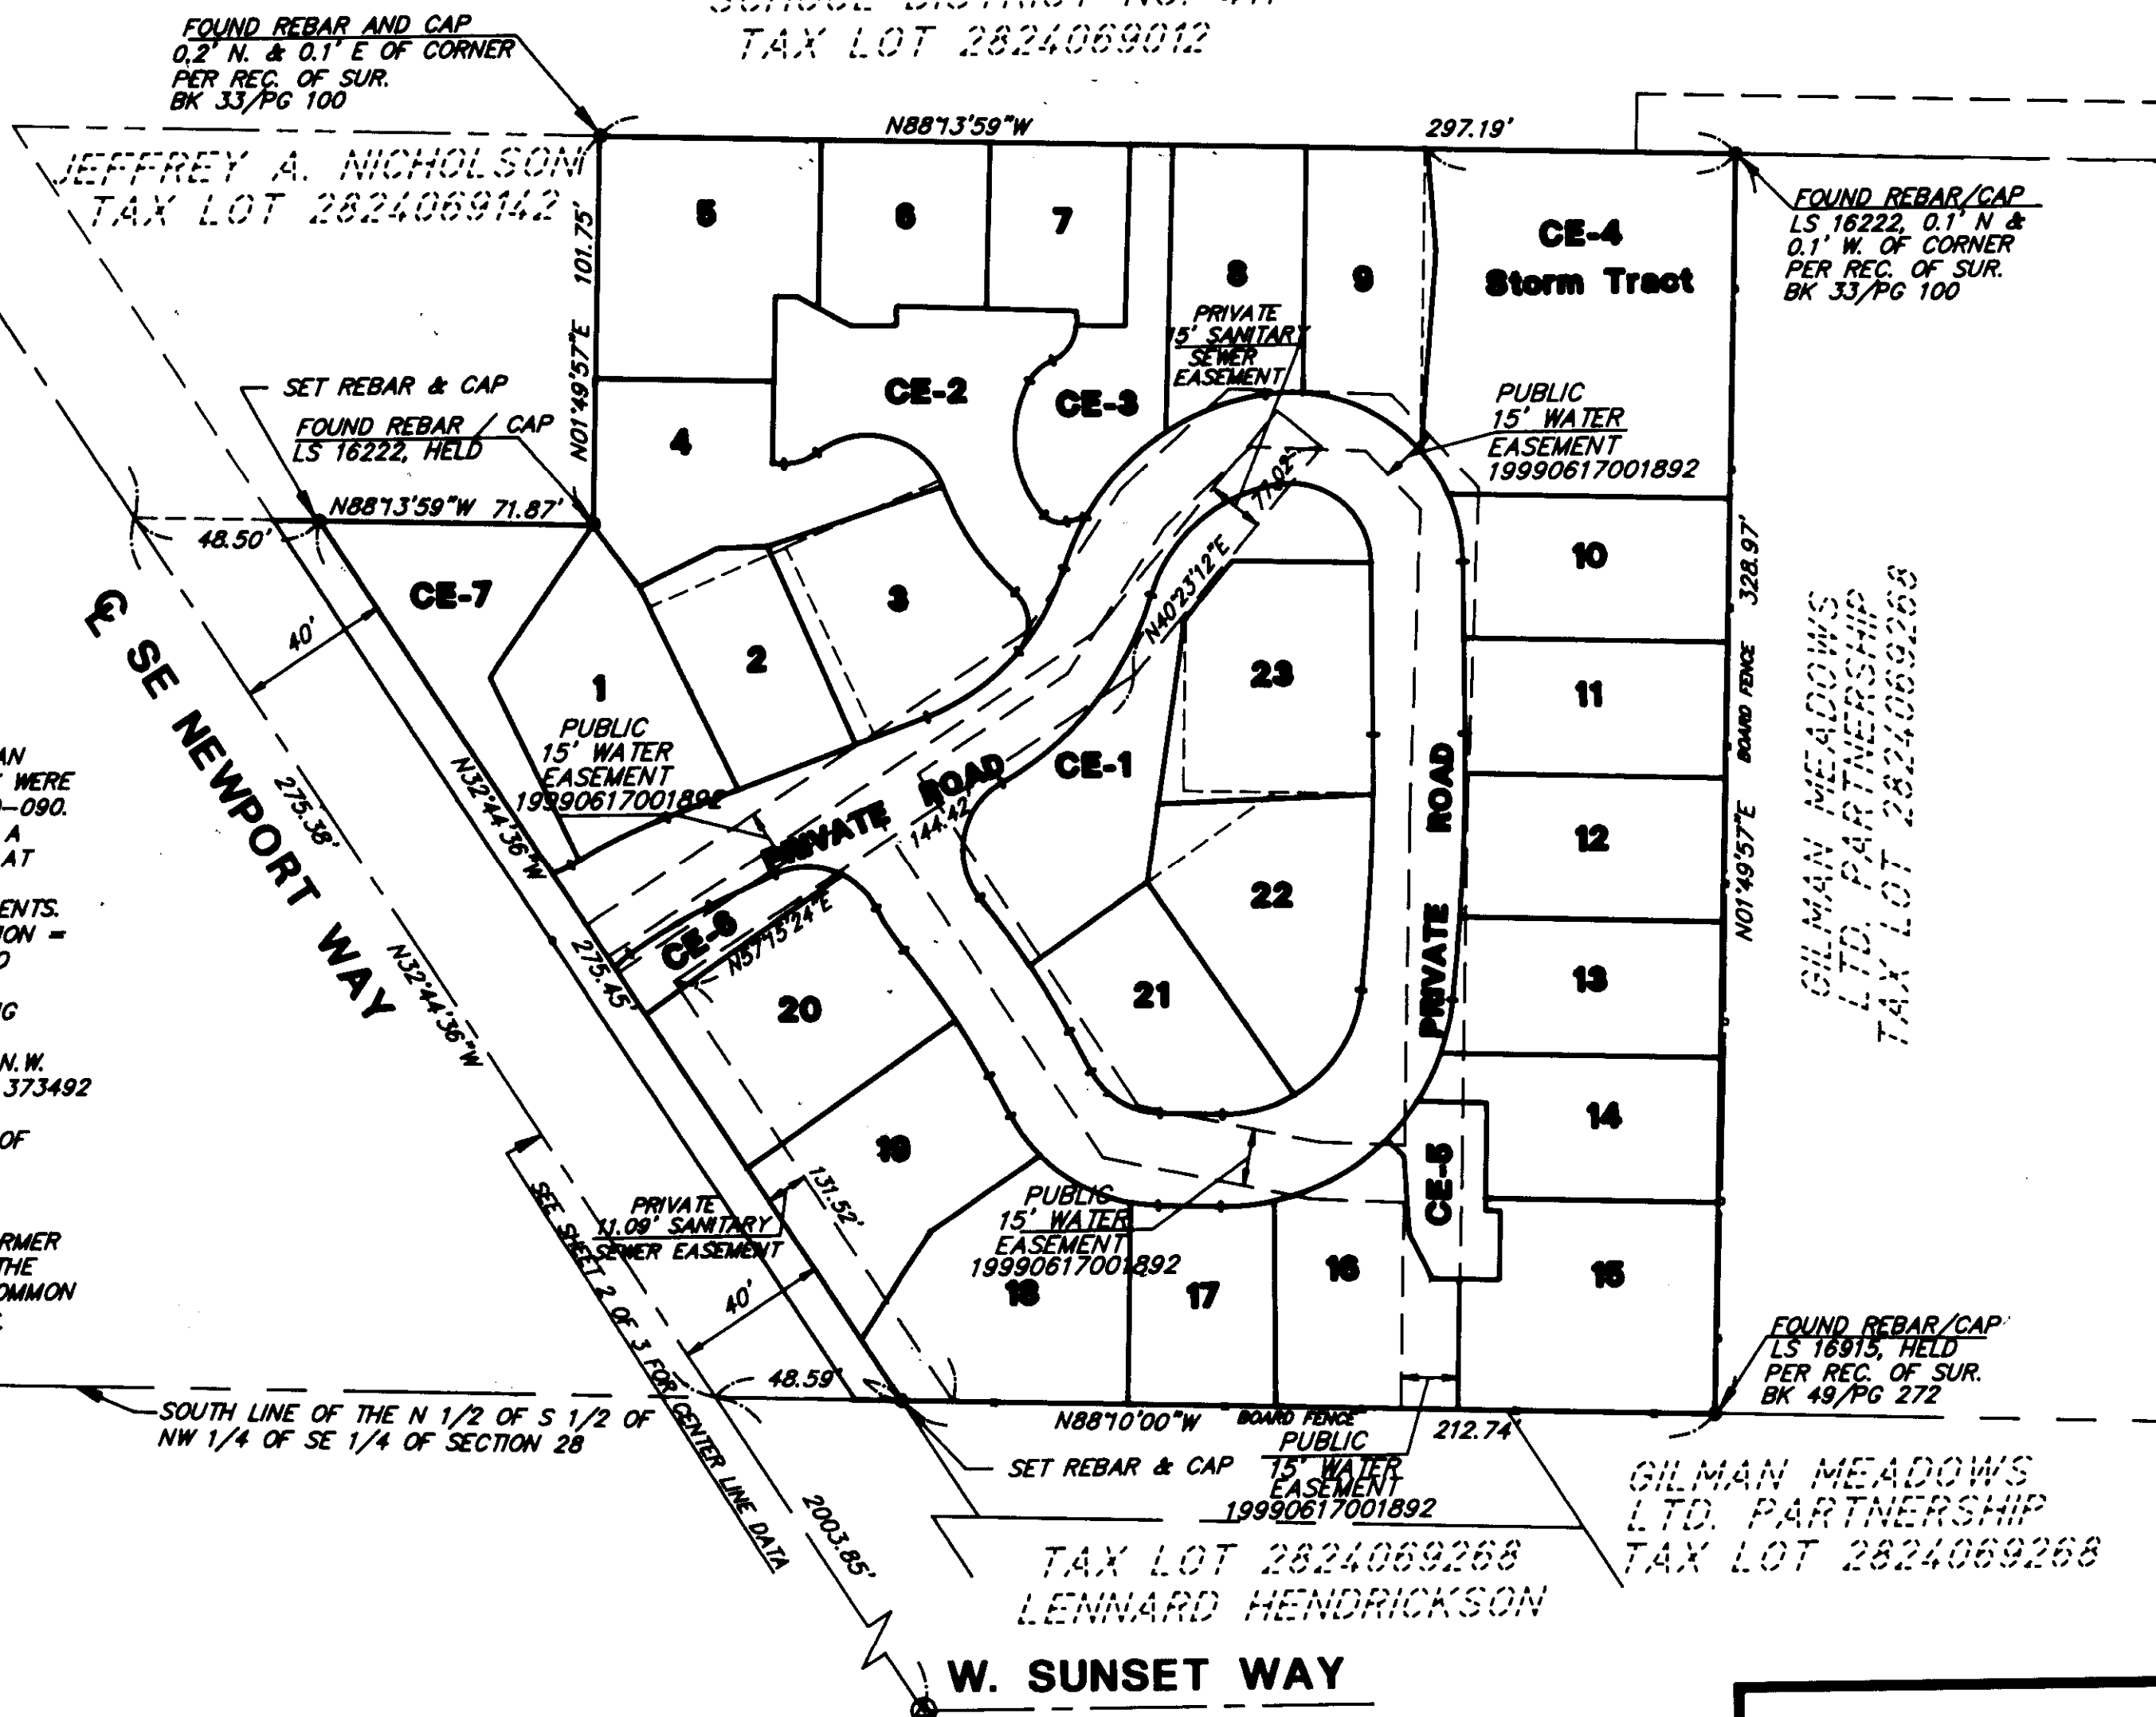 TAX LOT 2824069012
FOUND REBAR AND CAP
0.2' N. & 0.1' E OF CORNER
PER REC. OF SUR.
BK 33/PG 100
N88°13'59"W
297.19'
JEFFREY A. NICHOLSON
TAX LOT 2824069142
N01°49'57"E 101.75'
5
6
7
8
9
CE-4
Storm Tract
FOUND REBAR/CAP
LS 16222, 0.1' N &
0.1' W. OF CORNER
PER REC. OF SUR.
BK 33/PG 100
PRIVATE
15' SANITARY
SEWER
EASEMENT
SET REBAR & CAP
FOUND REBAR / CAP
LS 16222, HELD
CE-2
CE-3
4
PUBLIC
15' WATER
EASEMENT
19990617001892
N88°13'59"W 71.87'
48.50'
77.02'
N40°23'12"E
CE-7
40'
℄ SE NEWPORT WAY
1
2
3
23
10
328.97'
BOARD FENCE
N01°49'57"E
GILMAN MEADOWS
LTD. PARTNERSHIP
TAX LOT 2824069268
11
PUBLIC
15' WATER
EASEMENT
19990617001892
PRIVATE ROAD
144.42'
CE-1
PRIVATE ROAD
12
275.38'
N32°44'36"W
N32°44'36"W
275.45'
CE-6
N57°15'24"E
22
21
20
13
AN
WERE
-090.
A
AT
ENTS.
ION =
G
N.W.
373492
OF
RMER
THE
OMMON
19
14
CE-5
131.52'
PRIVATE
11.09' SANITARY
SEWER EASEMENT
PUBLIC
15' WATER
EASEMENT
19990617001892
18
17
16
15
40'
SEE SHEET 2 OF 3 FOR CENTER LINE DATA
48.59'
FOUND REBAR/CAP
LS 16915, HELD
PER REC. OF SUR.
BK 49/PG 272
SOUTH LINE OF THE N 1/2 OF S 1/2 OF
NW 1/4 OF SE 1/4 OF SECTION 28
N88°10'00"W
BOARD FENCE
212.74'
SET REBAR & CAP
PUBLIC
15' WATER
EASEMENT
19990617001892
2003.85'
GILMAN MEADOWS
LTD. PARTNERSHIP
TAX LOT 2824069268
TAX LOT 2824069268
LENNARD HENDRICKSON
W. SUNSET WAY